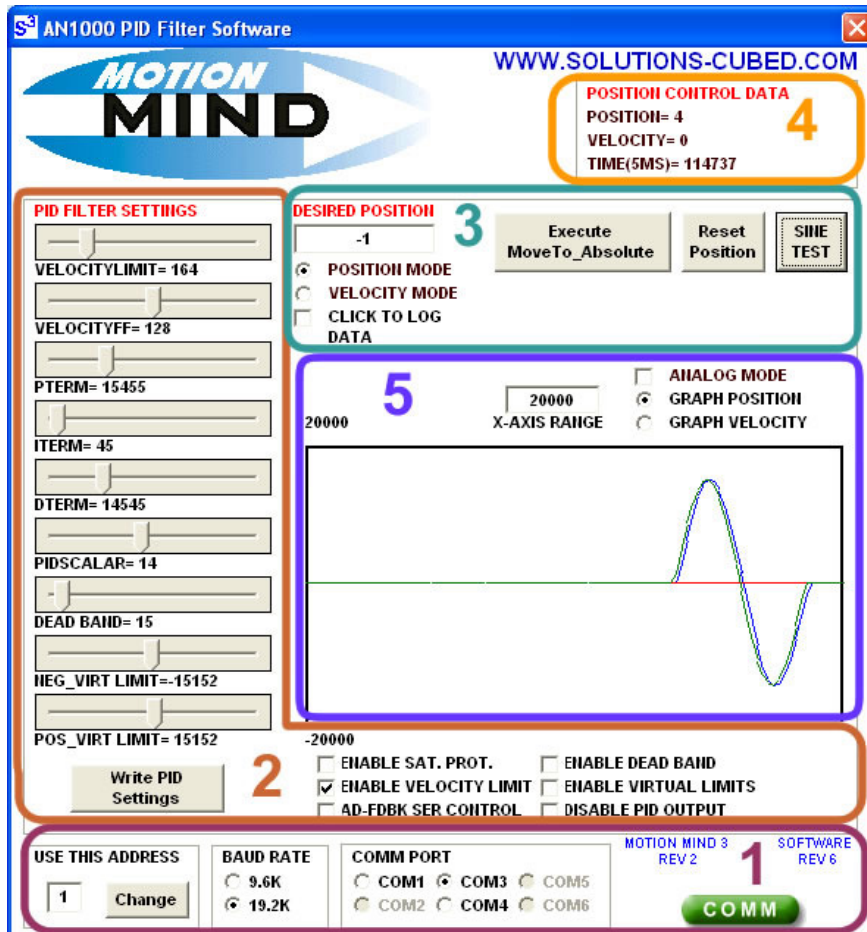 S3 AN1000 PID Filter Software
MOTION
MIND
WWW.SOLUTIONS-CUBED.COM
POSITION CONTROL DATA
POSITION= 4
VELOCITY= 0
TIME(5MS)= 114737
4
PID FILTER SETTINGS
VELOCITYLIMIT= 164
VELOCITYFF= 128
PTERM= 15455
ITERM= 45
DTERM= 14545
PIDSCALAR= 14
DEAD BAND= 15
NEG_VIRT LIMIT=-15152
POS_VIRT LIMIT= 15152
Write PID
Settings
2
DESIRED POSITION
-1
3
Execute
MoveTo_Absolute
Reset
Position
SINE
TEST
POSITION MODE
VELOCITY MODE
CLICK TO LOG
DATA
5
20000
20000
X-AXIS RANGE
ANALOG MODE
GRAPH POSITION
GRAPH VELOCITY
-20000
ENABLE SAT. PROT.
ENABLE DEAD BAND
ENABLE VELOCITY LIMIT
ENABLE VIRTUAL LIMITS
AD-FDBK SER CONTROL
DISABLE PID OUTPUT
USE THIS ADDRESS
1
Change
BAUD RATE
9.6K
19.2K
COMM PORT
COM1 COM3 COM5
COM2 COM4 COM6
MOTION MIND 3
REV 2
1
SOFTWARE
REV 6
COMM